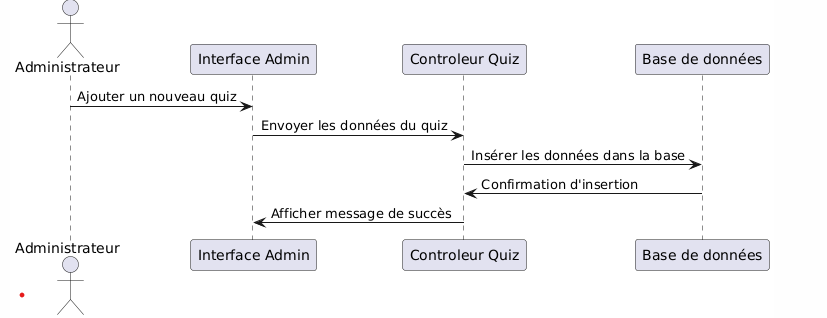 Administrateur
Interface Admin
Controleur Quiz
Base de données
Ajouter un nouveau quiz
Envoyer les données du quiz
Insérer les données dans la base
Confirmation d'insertion
Afficher message de succès
Administrateur
Interface Admin
Controleur Quiz
Base de données